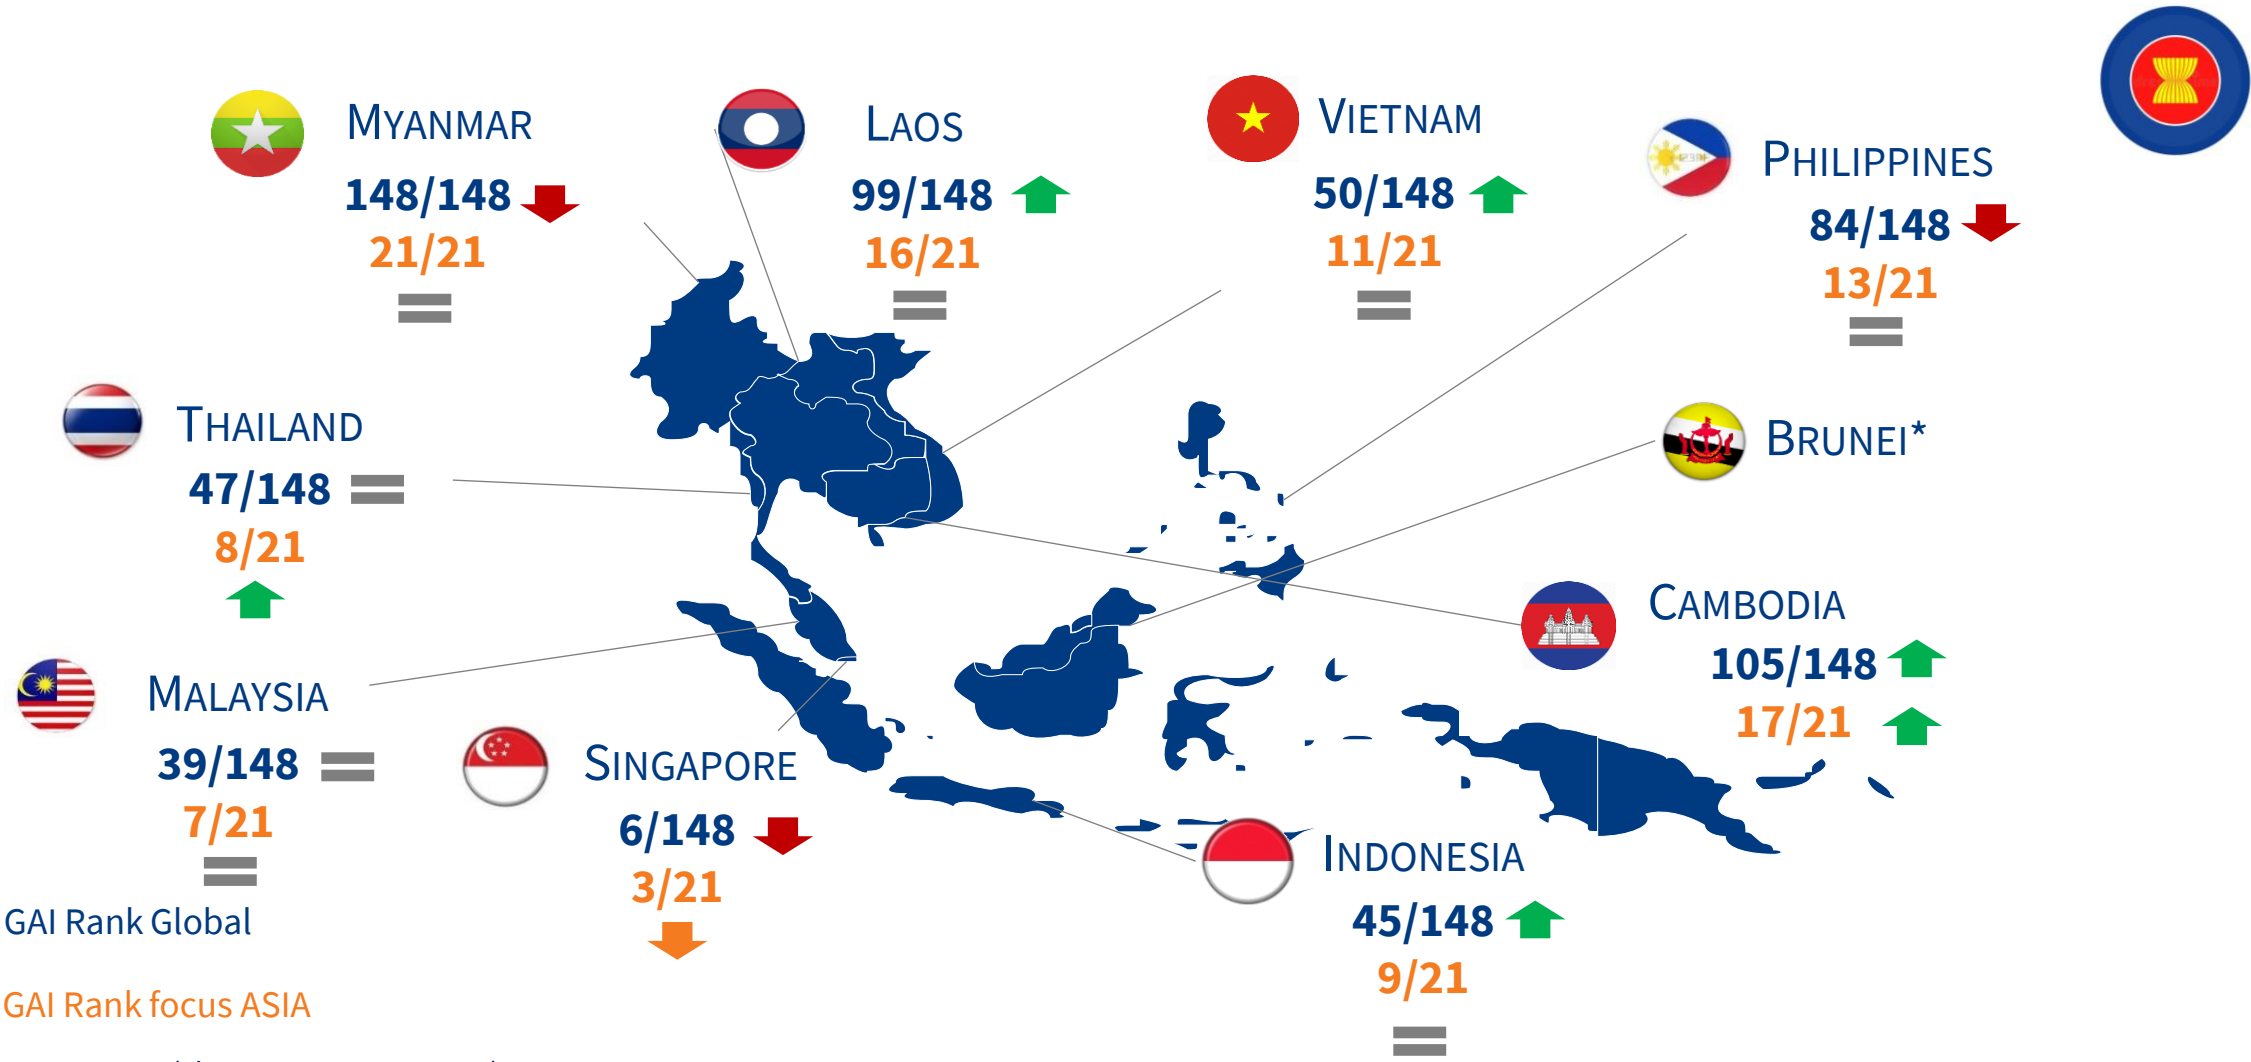 MYANMAR
148/148
21/21
LAOS
99/148
16/21
VIETNAM
50/148
11/21
PHILIPPINES
84/148
13/21
THAILAND
47/148
8/21
BRUNEI*
CAMBODIA
105/148
17/21
MALAYSIA
39/148
7/21
SINGAPORE
6/148
3/21
INDONESIA
45/148
9/21
GAI Rank Global
GAI Rank focus ASIA